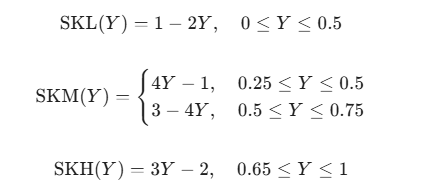 SKL(Y) = 1 − 2Y, 0 ≤ Y ≤ 0.5
SKM(Y) = { 4Y − 1, 0.25 ≤ Y ≤ 0.5
3 − 4Y, 0.5 ≤ Y ≤ 0.75
SKH(Y) = 3Y − 2, 0.65 ≤ Y ≤ 1